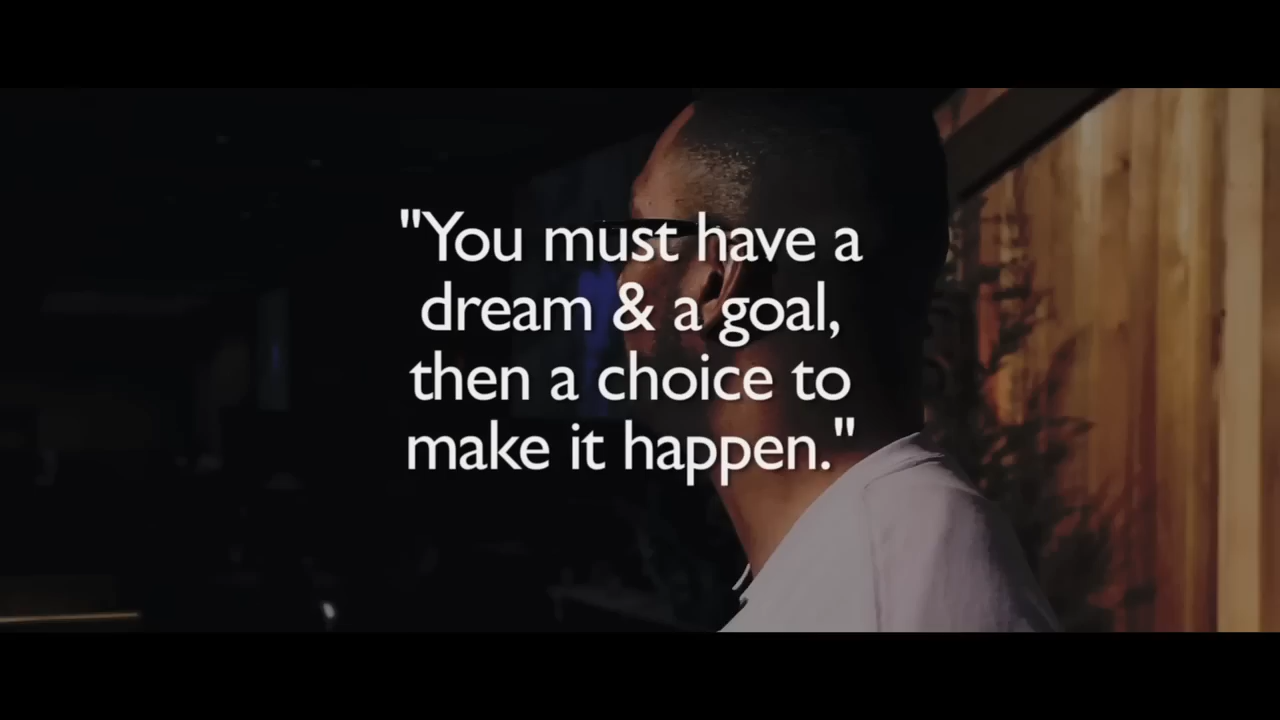 "You must have a
dream & a goal,
then a choice to
make it happen."